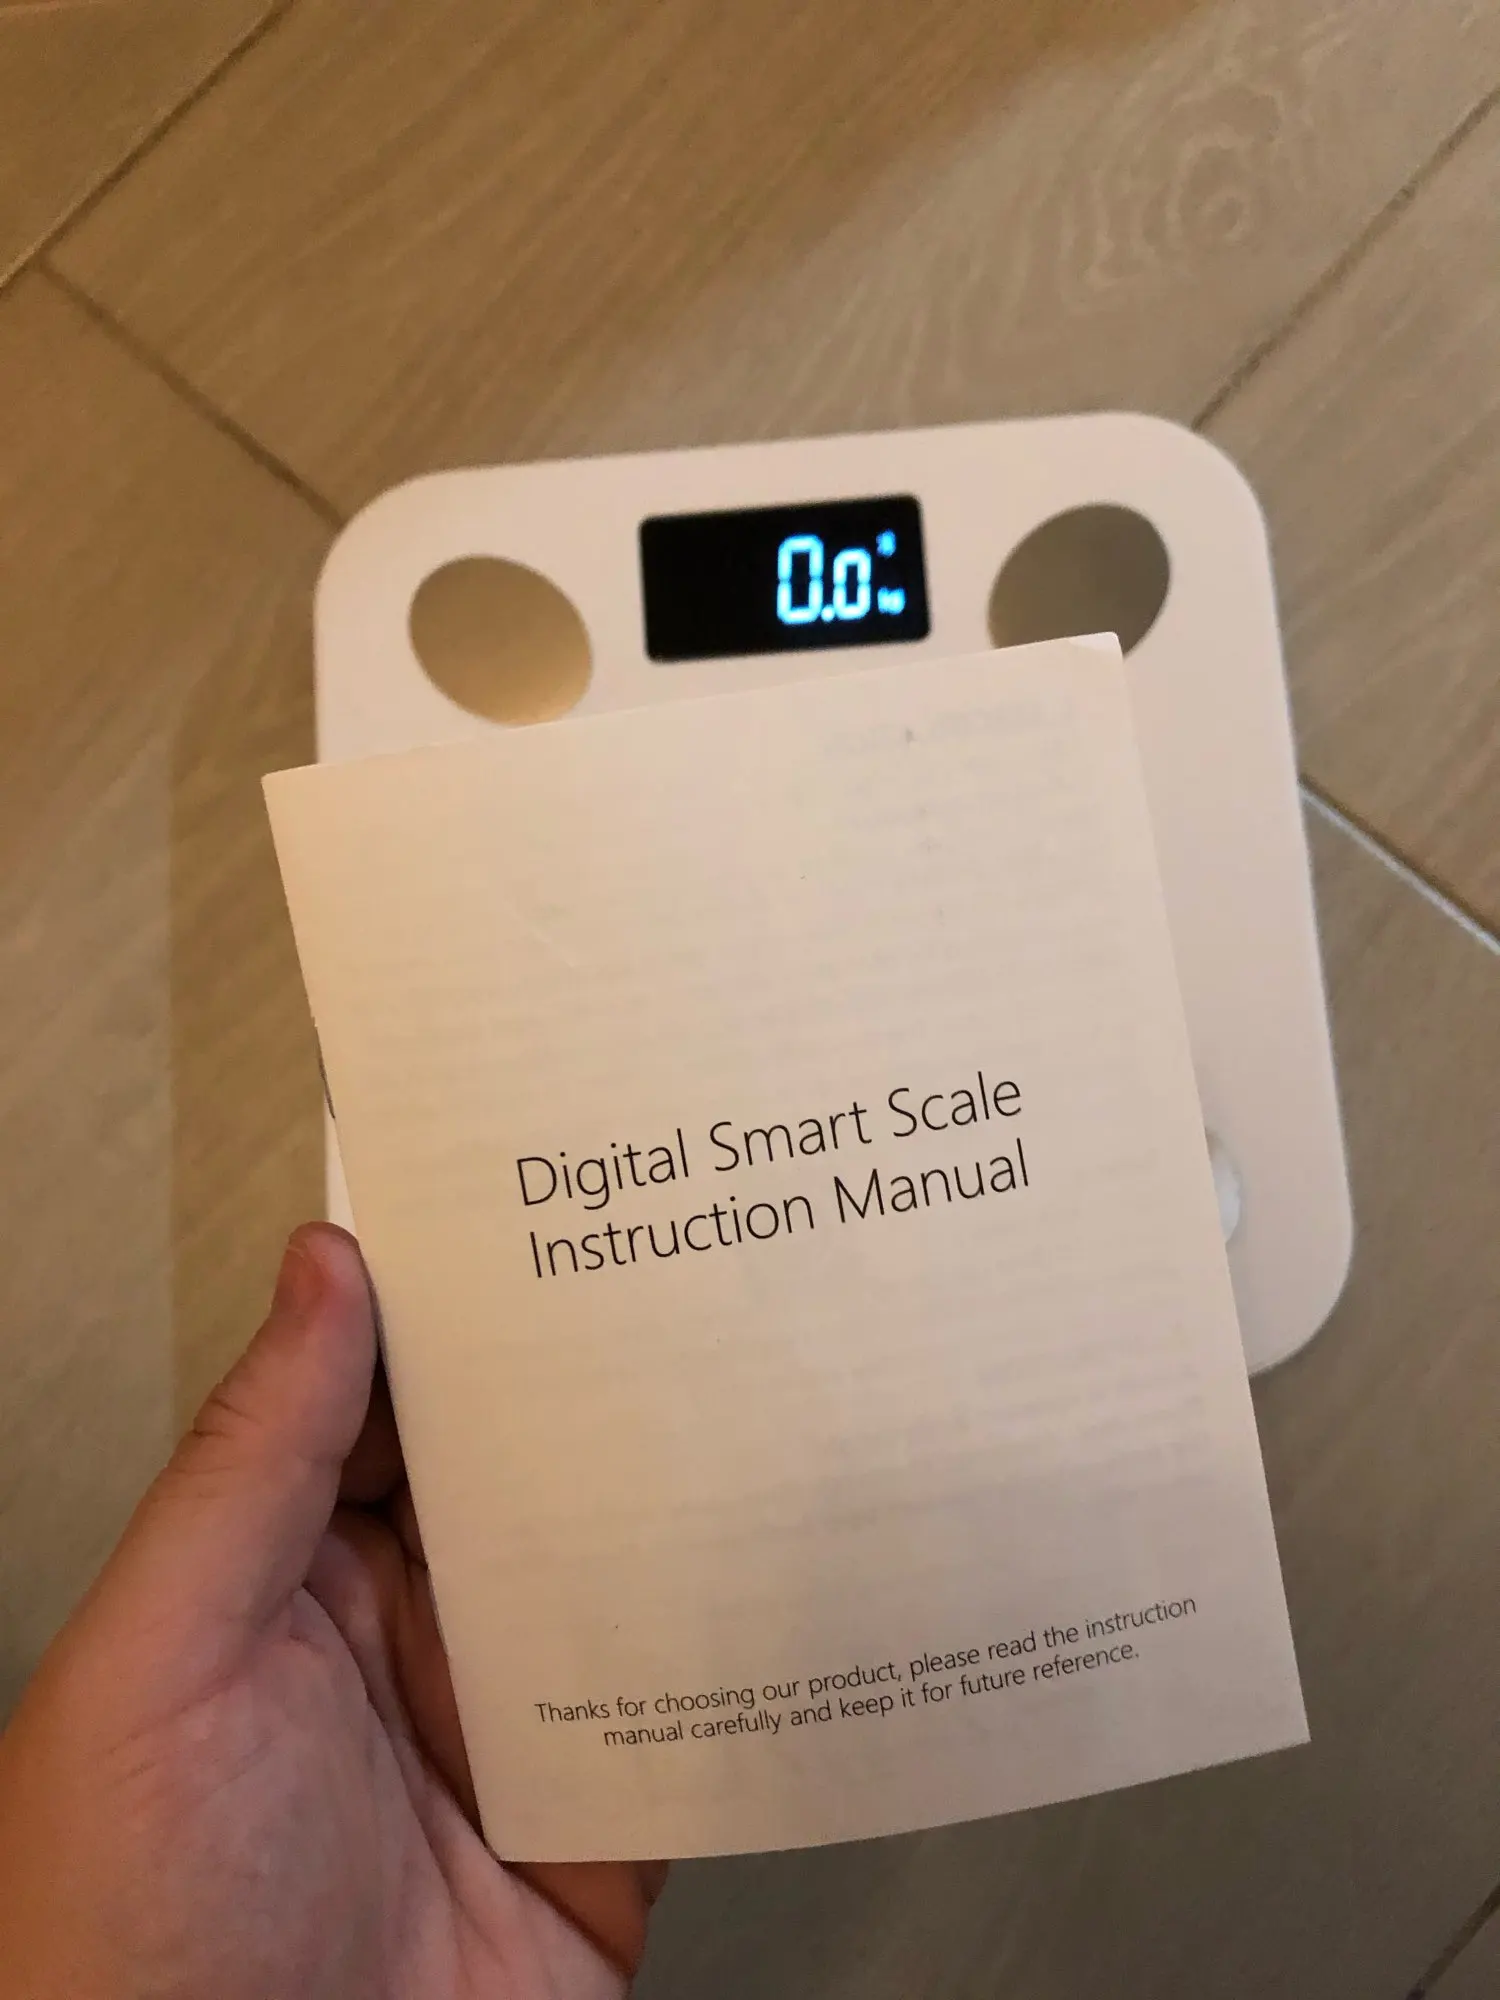 0.0
kg
Digital Smart Scale
Instruction Manual
Thanks for choosing our product, please read the instruction
manual carefully and keep it for future reference.